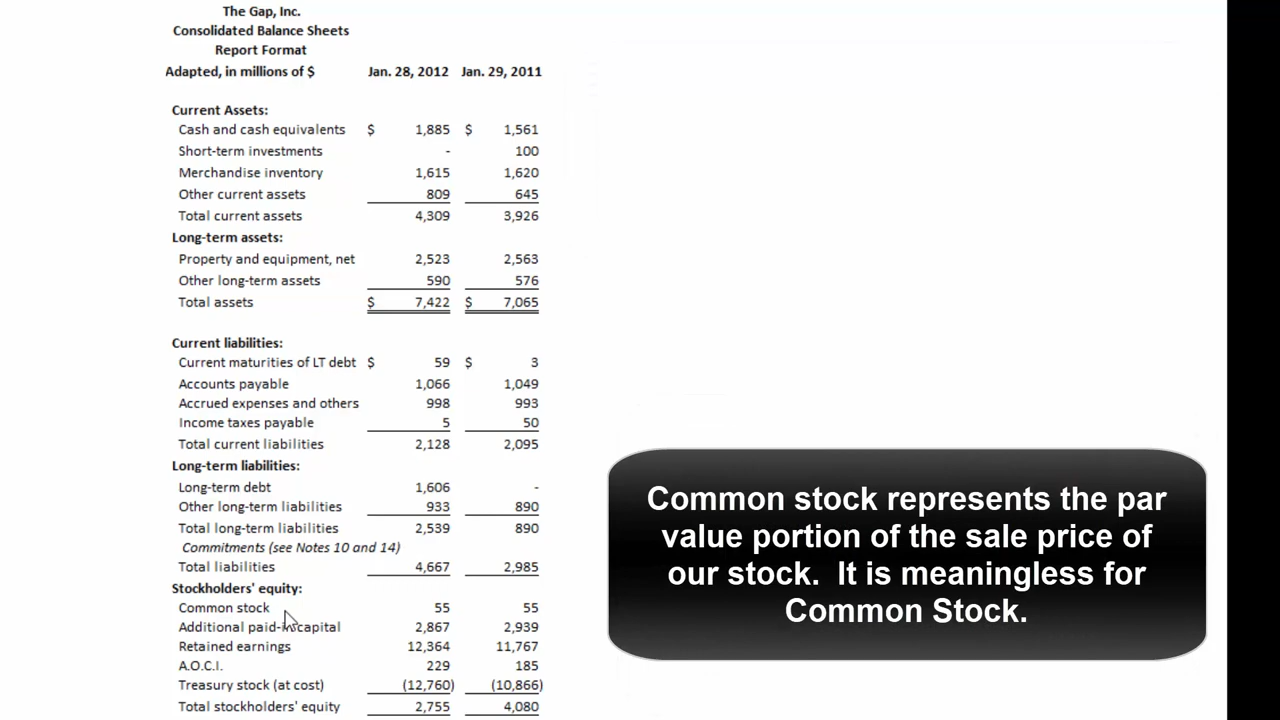 The Gap, Inc.
Consolidated Balance Sheets
Report Format
Adapted, in millions of $ Jan. 28, 2012 Jan. 29, 2011
Current Assets:
Cash and cash equivalents $ 1,885 $ 1,561
Short-term investments - 100
Merchandise inventory 1,615 1,620
Other current assets 809 645
Total current assets 4,309 3,926
Long-term assets:
Property and equipment, net 2,523 2,563
Other long-term assets 590 576
Total assets $ 7,422 $ 7,065
Current liabilities:
Current maturities of LT debt $ 59 $ 3
Accounts payable 1,066 1,049
Accrued expenses and others 998 993
Income taxes payable 5 50
Total current liabilities 2,128 2,095
Long-term liabilities:
Long-term debt 1,606 -
Other long-term liabilities 933 890
Total long-term liabilities 2,539 890
Commitments (see Notes 10 and 14)
Total liabilities 4,667 2,985
Stockholders' equity:
Common stock 55 55
Additional paid-in capital 2,867 2,939
Retained earnings 12,364 11,767
A.O.C.I. 229 185
Treasury stock (at cost) (12,760) (10,866)
Total stockholders' equity 2,755 4,080
Common stock represents the par
value portion of the sale price of
our stock. It is meaningless for
Common Stock.